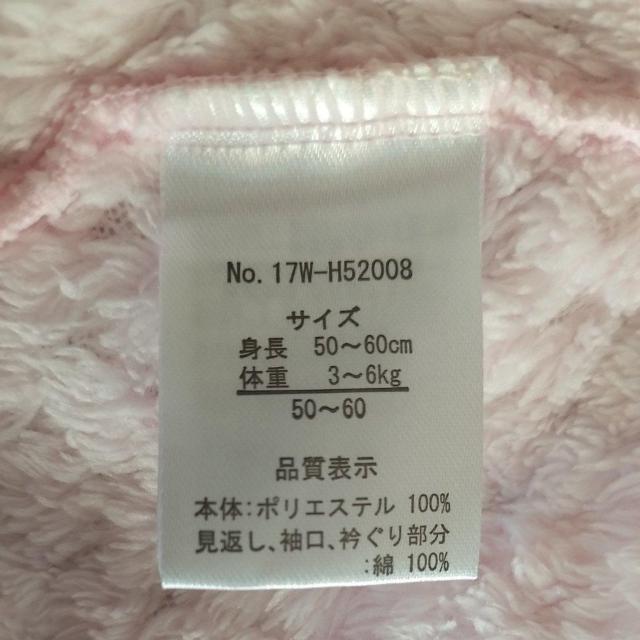 No.17W-H52008
サイズ
身長 50～60cm
体重 3～6kg
50～60
品質表示
本体:ポリエステル 100%
見返し、袖口、衿ぐり部分
:綿 100%